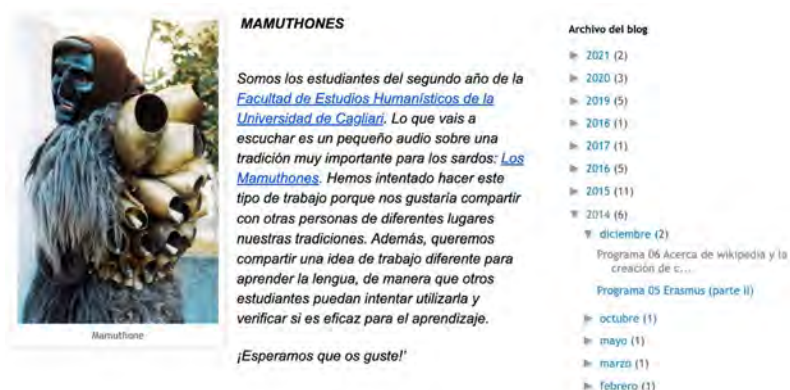 MAMUTHONES
Somos los estudiantes del segundo año de la
Facultad de Estudios Humanísticos de la
Universidad de Cagliari. Lo que vais a
escuchar es un pequeño audio sobre una
tradición muy importante para los sardos: Los
Mamuthones. Hemos intentado hacer este
tipo de trabajo porque nos gustaría compartir
con otras personas de diferentes lugares
nuestras tradiciones. Además, queremos
compartir una idea de trabajo diferente para
aprender la lengua, de manera que otros
estudiantes puedan intentar utilizarla y
verificar si es eficaz para el aprendizaje.
¡Esperamos que os guste!'
Mamuthone
Archivo del blog
► 2021 (2)
► 2020 (3)
► 2019 (5)
► 2018 (1)
► 2017 (1)
► 2016 (5)
► 2015 (11)
▼ 2014 (6)
▼ diciembre (2)
Programa 06 Acerca de wikipedia y la
creación de c...
Programa 05 Erasmus (parte II)
► octubre (1)
► mayo (1)
► marzo (1)
► febrero (1)